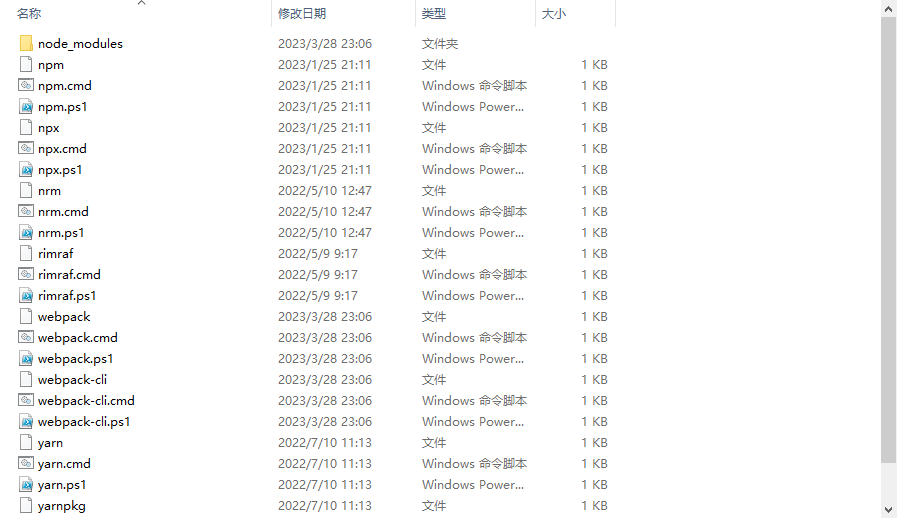 名称 修改日期 类型 大小
node_modules 2023/3/28 23:06 文件夹
npm 2023/1/25 21:11 文件 1 KB
npm.cmd 2023/1/25 21:11 Windows 命令脚本 1 KB
npm.ps1 2023/1/25 21:11 Windows Power... 1 KB
npx 2023/1/25 21:11 文件 1 KB
npx.cmd 2023/1/25 21:11 Windows 命令脚本 1 KB
npx.ps1 2023/1/25 21:11 Windows Power... 1 KB
nrm 2022/5/10 12:47 文件 1 KB
nrm.cmd 2022/5/10 12:47 Windows 命令脚本 1 KB
nrm.ps1 2022/5/10 12:47 Windows Power... 1 KB
rimraf 2022/5/9 9:17 文件 1 KB
rimraf.cmd 2022/5/9 9:17 Windows 命令脚本 1 KB
rimraf.ps1 2022/5/9 9:17 Windows Power... 1 KB
webpack 2023/3/28 23:06 文件 1 KB
webpack.cmd 2023/3/28 23:06 Windows 命令脚本 1 KB
webpack.ps1 2023/3/28 23:06 Windows Power... 1 KB
webpack-cli 2023/3/28 23:06 文件 1 KB
webpack-cli.cmd 2023/3/28 23:06 Windows 命令脚本 1 KB
webpack-cli.ps1 2023/3/28 23:06 Windows Power... 1 KB
yarn 2022/7/10 11:13 文件 1 KB
yarn.cmd 2022/7/10 11:13 Windows 命令脚本 1 KB
yarn.ps1 2022/7/10 11:13 Windows Power... 1 KB
yarnpkg 2022/7/10 11:13 文件 1 KB